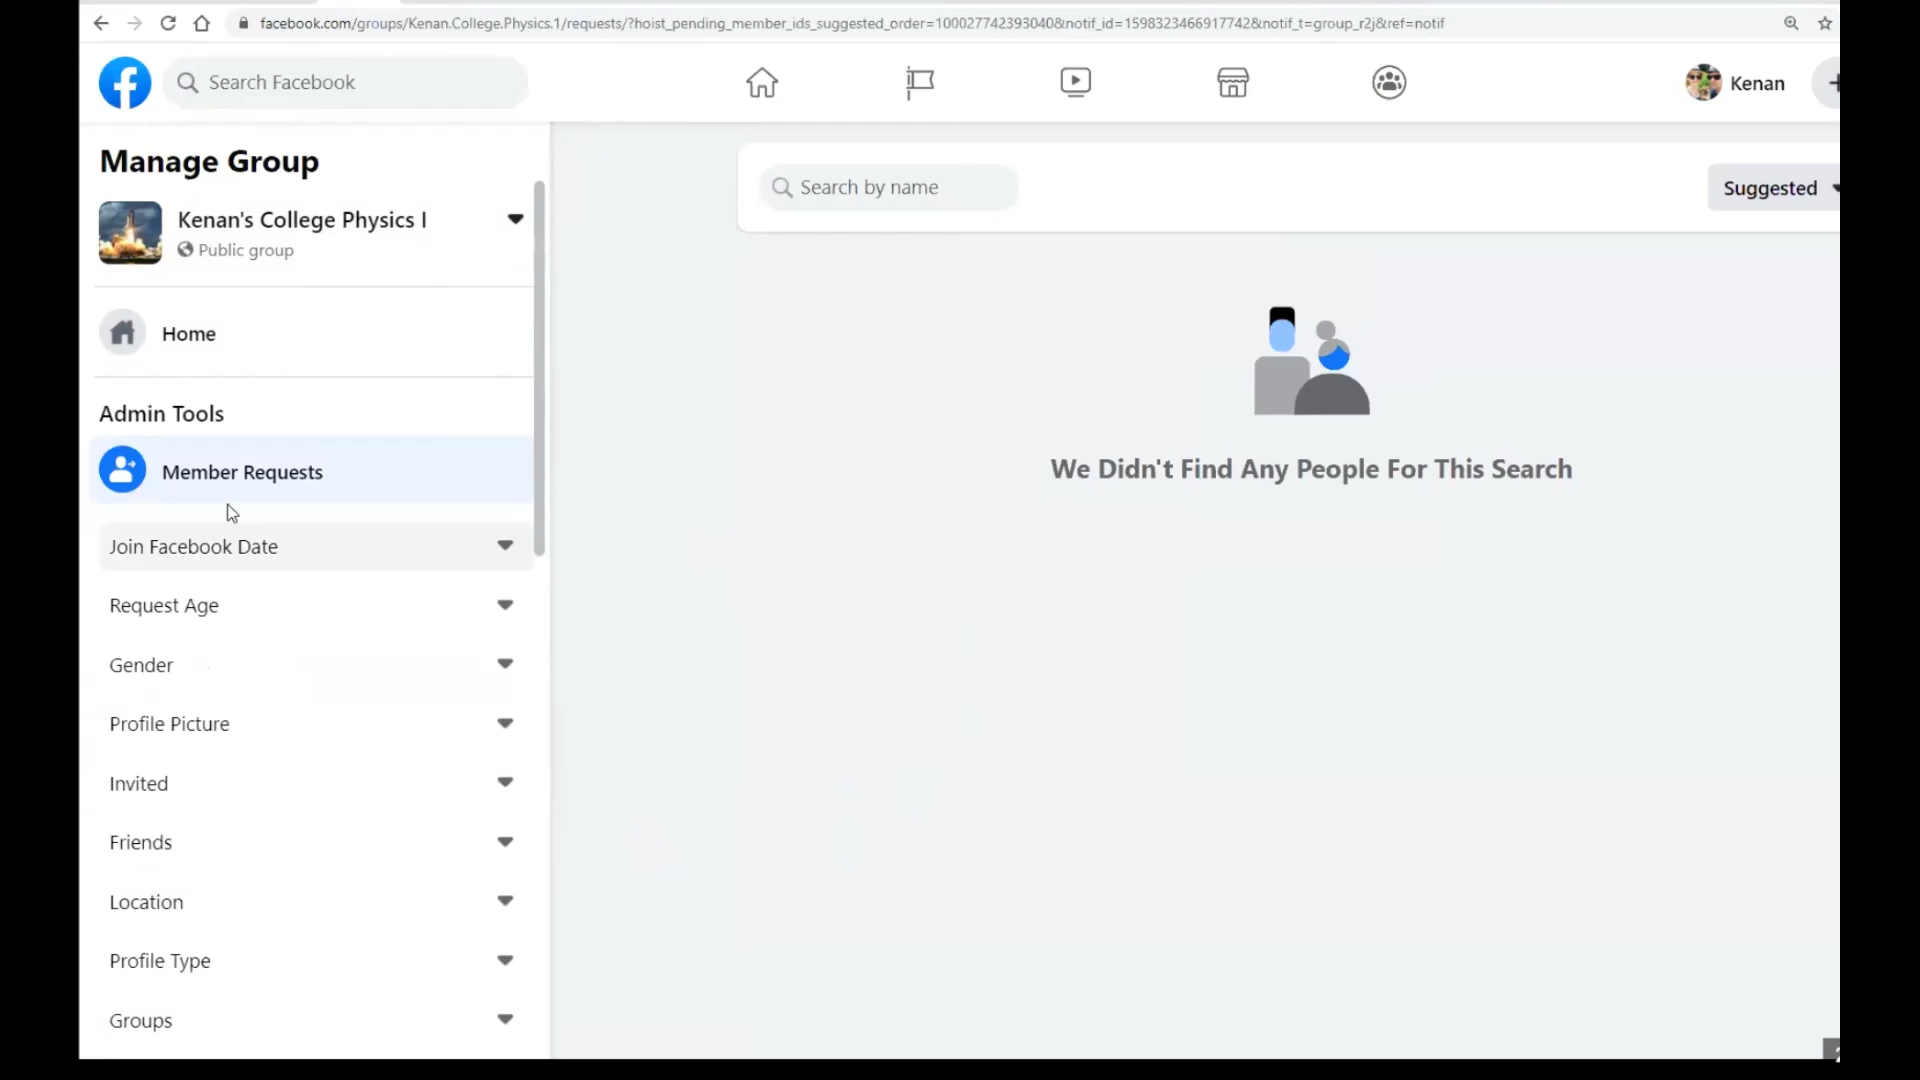 facebook.com/groups/Kenan.College.Physics.1/requests/?hoist_pending_member_ids_suggested_order=100027742393040&notif_id=1598323466917742&notif_t=group_r2j&ref=notif
Search Facebook
Kenan
Manage Group
Kenan's College Physics I
Public group
Home
Admin Tools
Member Requests
Join Facebook Date
Request Age
Gender
Profile Picture
Invited
Friends
Location
Profile Type
Groups
Search by name
Suggested
We Didn't Find Any People For This Search